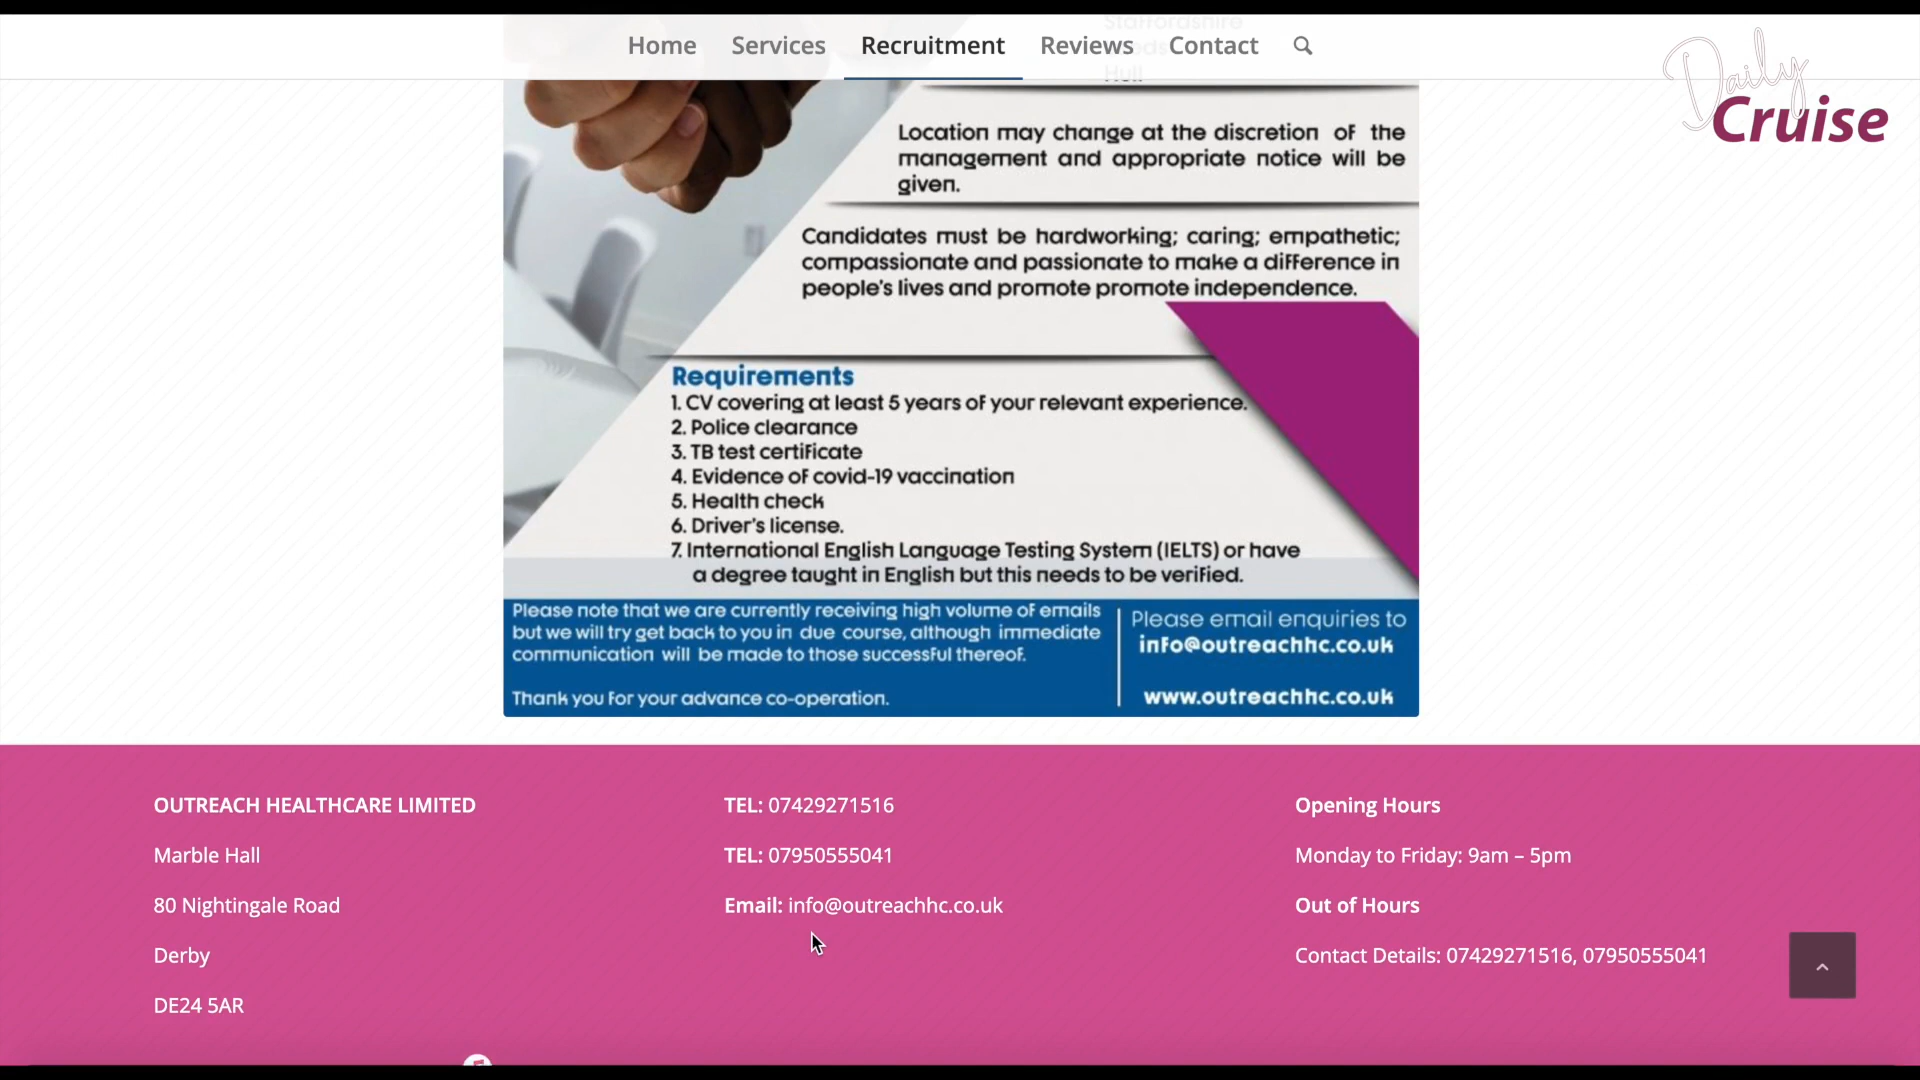 Staffordshire
Home Services Recruitment Reviews Contact
Hull
Daily
Cruise
Location may change at the discretion of the
management and appropriate notice will be
given.
Candidates must be hardworking; caring; empathetic;
compassionate and passionate to make a difference in
people's lives and promote promote independence.
Requirements
1. CV covering at least 5 years of your relevant experience.
2. Police clearance
3. TB test certificate
4. Evidence of covid-19 vaccination
5. Health check
6. Driver's license.
7. International English Language Testing System (IELTS) or have
a degree taught in English but this needs to be verified.
Please note that we are currently receiving high volume of emails
but we will try get back to you in due course, although immediate
communication will be made to those successful thereof.
Thank you for your advance co-operation.
Please email enquiries to
info@outreachhc.co.uk
www.outreachhc.co.uk
OUTREACH HEALTHCARE LIMITED
Marble Hall
80 Nightingale Road
Derby
DE24 5AR
TEL: 07429271516
TEL: 07950555041
Email: info@outreachhc.co.uk
Opening Hours
Monday to Friday: 9am – 5pm
Out of Hours
Contact Details: 07429271516, 07950555041